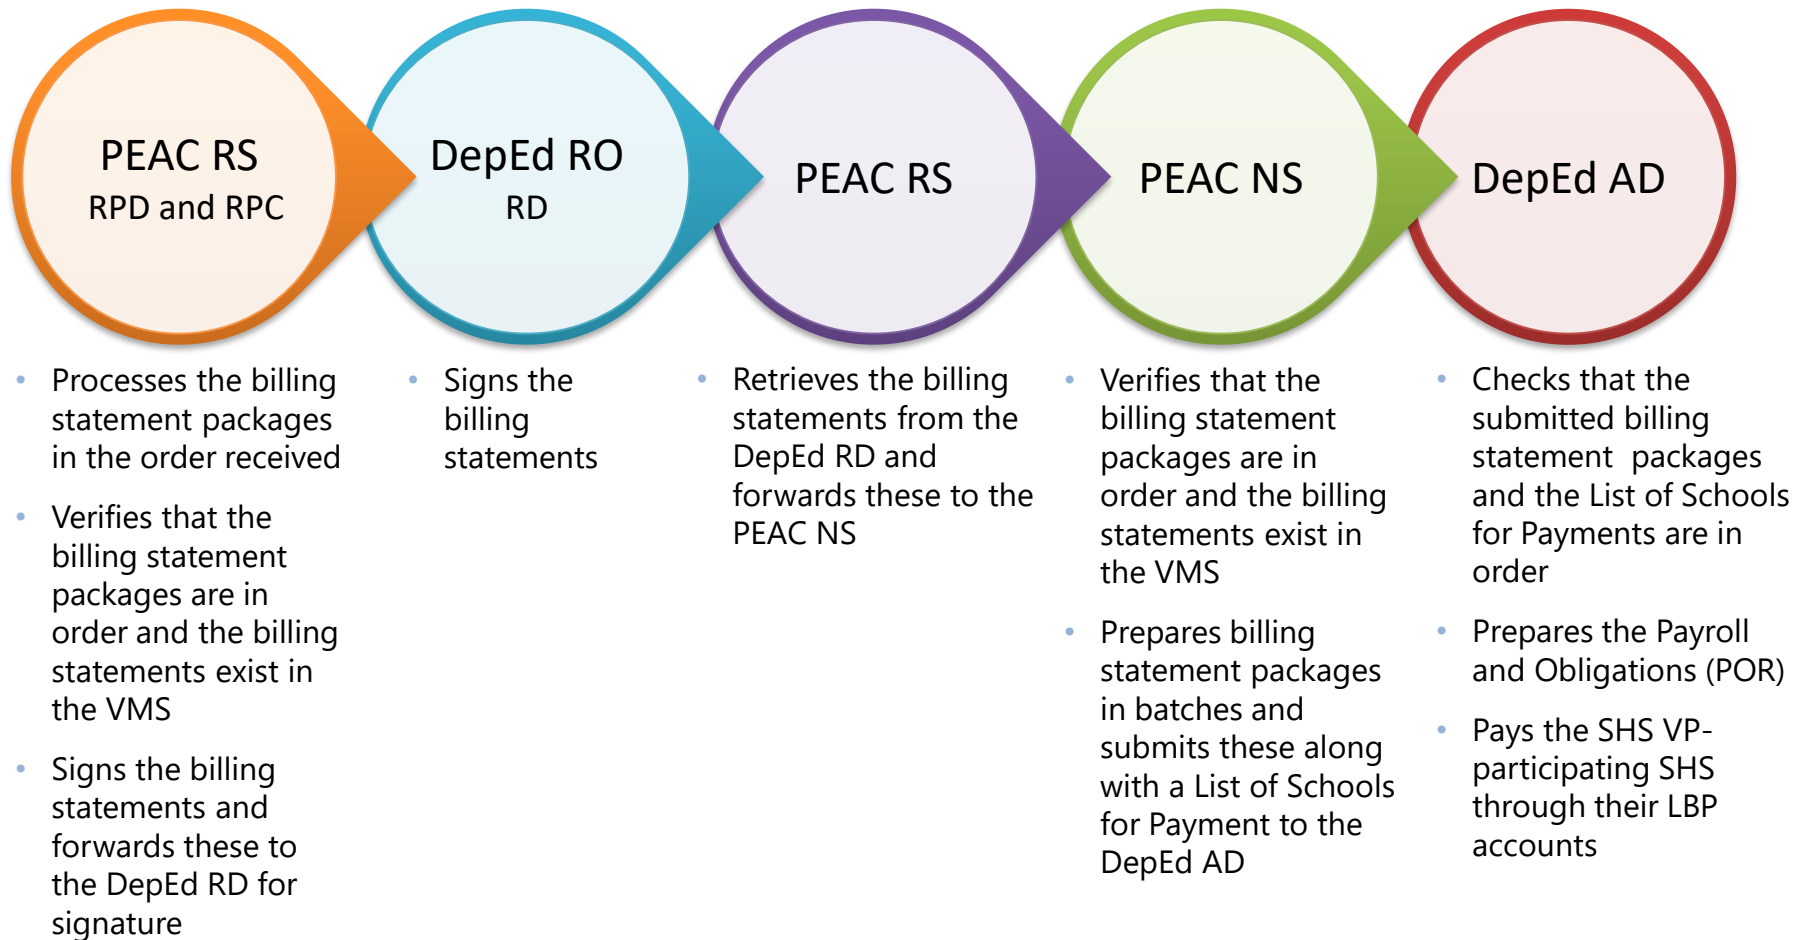 PEAC RS
RPD and RPC
DepEd RO
RD
PEAC RS
PEAC NS
DepEd AD
• Processes the billing
statement packages
in the order received
• Verifies that the
billing statement
packages are in
order and the billing
statements exist in
the VMS
• Signs the billing
statements and
forwards these to
the DepEd RD for
signature
• Signs the
billing
statements
• Retrieves the billing
statements from the
DepEd RD and
forwards these to the
PEAC NS
• Verifies that the
billing statement
packages are in
order and the billing
statements exist in
the VMS
• Prepares billing
statement packages
in batches and
submits these along
with a List of Schools
for Payment to the
DepEd AD
• Checks that the
submitted billing
statement packages
and the List of Schools
for Payments are in
order
• Prepares the Payroll
and Obligations (POR)
• Pays the SHS VP-
participating SHS
through their LBP
accounts